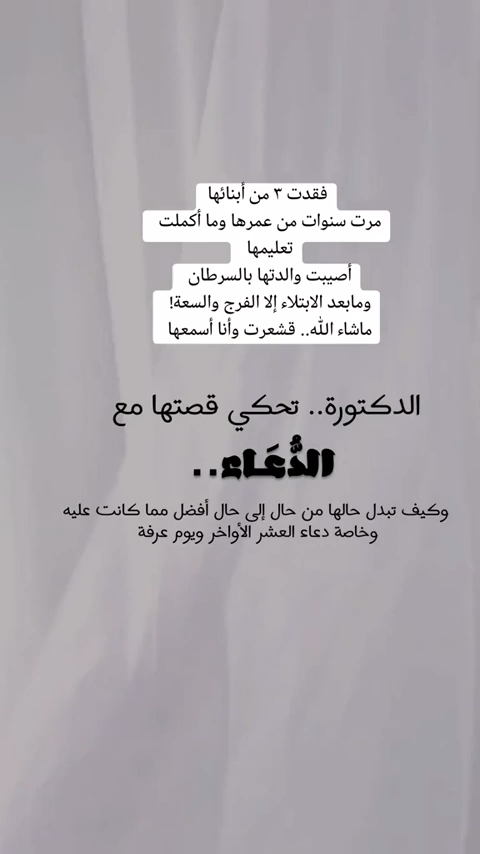 فقدت ٣ من أبنائها
مرت سنوات من عمرها وما أكملت
تعليمها
أصيبت والدتها بالسرطان
ومابعد الابتلاء إلا الفرج والسعة!
ماشاء الله.. قشعرت وأنا أسمعها
الدكتورة.. تحكي قصتها مع
الدُّعَاء..
وكيف تبدل حالها من حال إلى حال أفضل مما كانت عليه
وخاصة دعاء العشر الأواخر ويوم عرفة